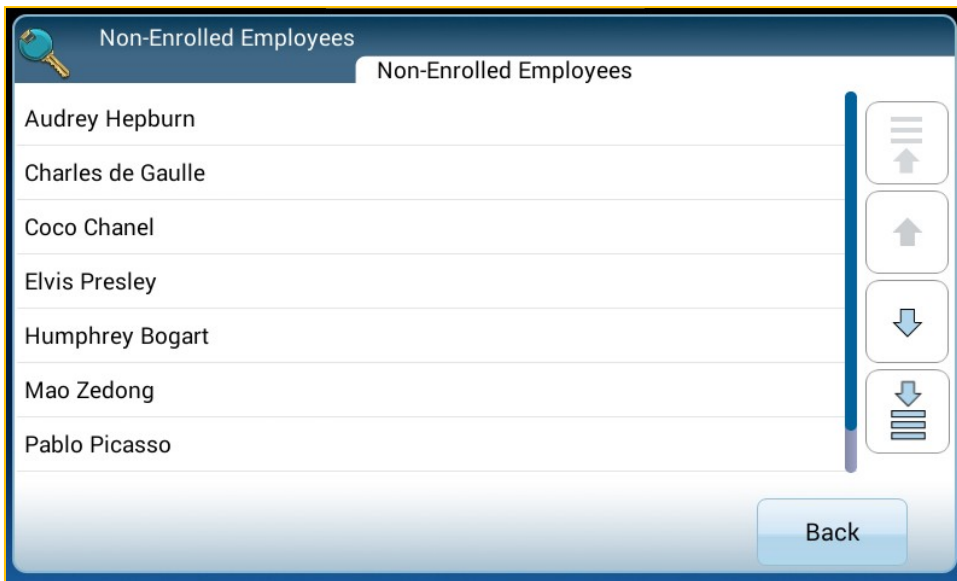 Non-Enrolled Employees
Non-Enrolled Employees
Audrey Hepburn
Charles de Gaulle
Coco Chanel
Elvis Presley
Humphrey Bogart
Mao Zedong
Pablo Picasso
Back